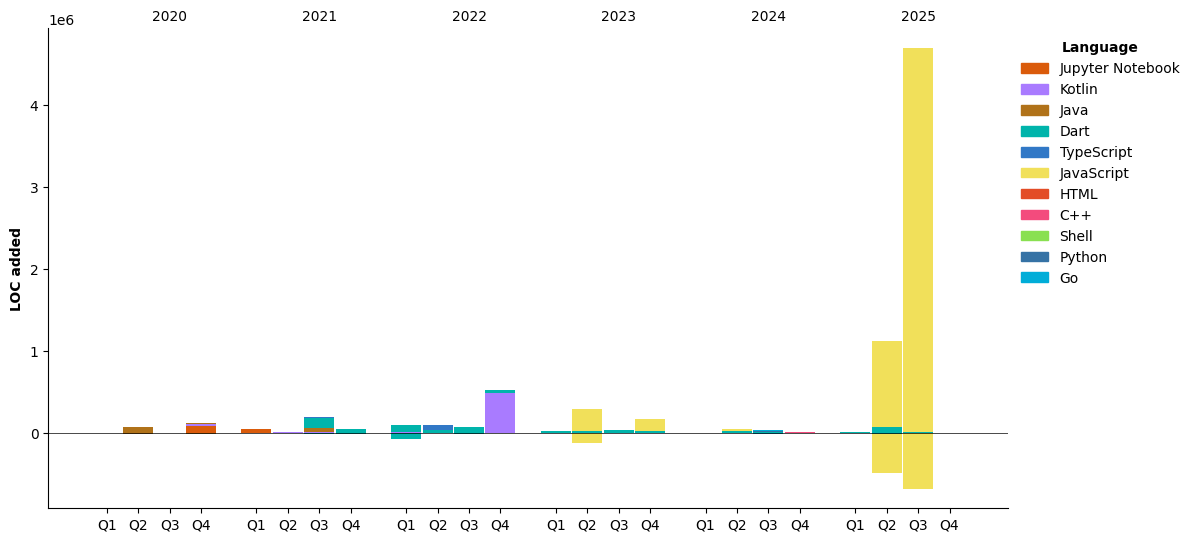 1e6
2020 2021 2022 2023 2024 2025
LOC added
4
3
2
1
0
Q1 Q2 Q3 Q4 Q1 Q2 Q3 Q4 Q1 Q2 Q3 Q4 Q1 Q2 Q3 Q4 Q1 Q2 Q3 Q4 Q1 Q2 Q3 Q4
Language
Jupyter Notebook
Kotlin
Java
Dart
TypeScript
JavaScript
HTML
C++
Shell
Python
Go